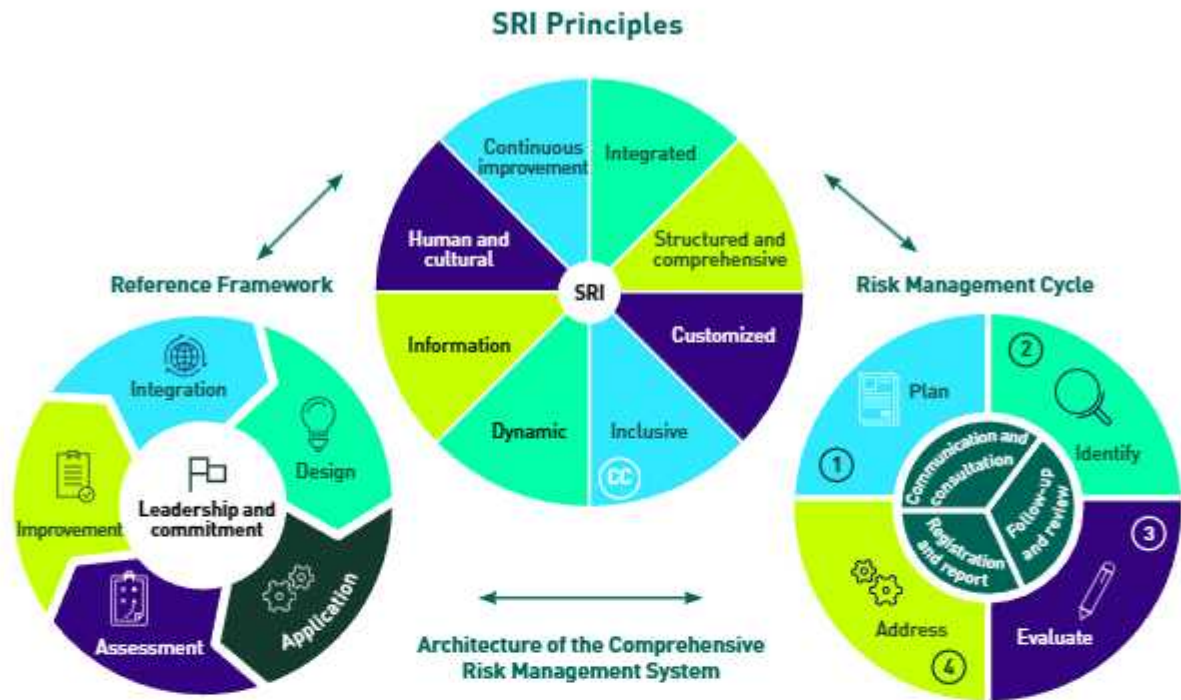 SRI Principles
Continuous
improvement
Integrated
Structured and
comprehensive
Customized
Inclusive
CC
Dynamic
Information
Human and
cultural
SRI
Reference Framework
Integration
Design
Application
Assessment
Improvement
Leadership and
commitment
Risk Management Cycle
Plan
1
2
Identify
3
Evaluate
Address
4
Communication and
consultation
Follow-up
and review
Registration
and report
Architecture of the Comprehensive
Risk Management System